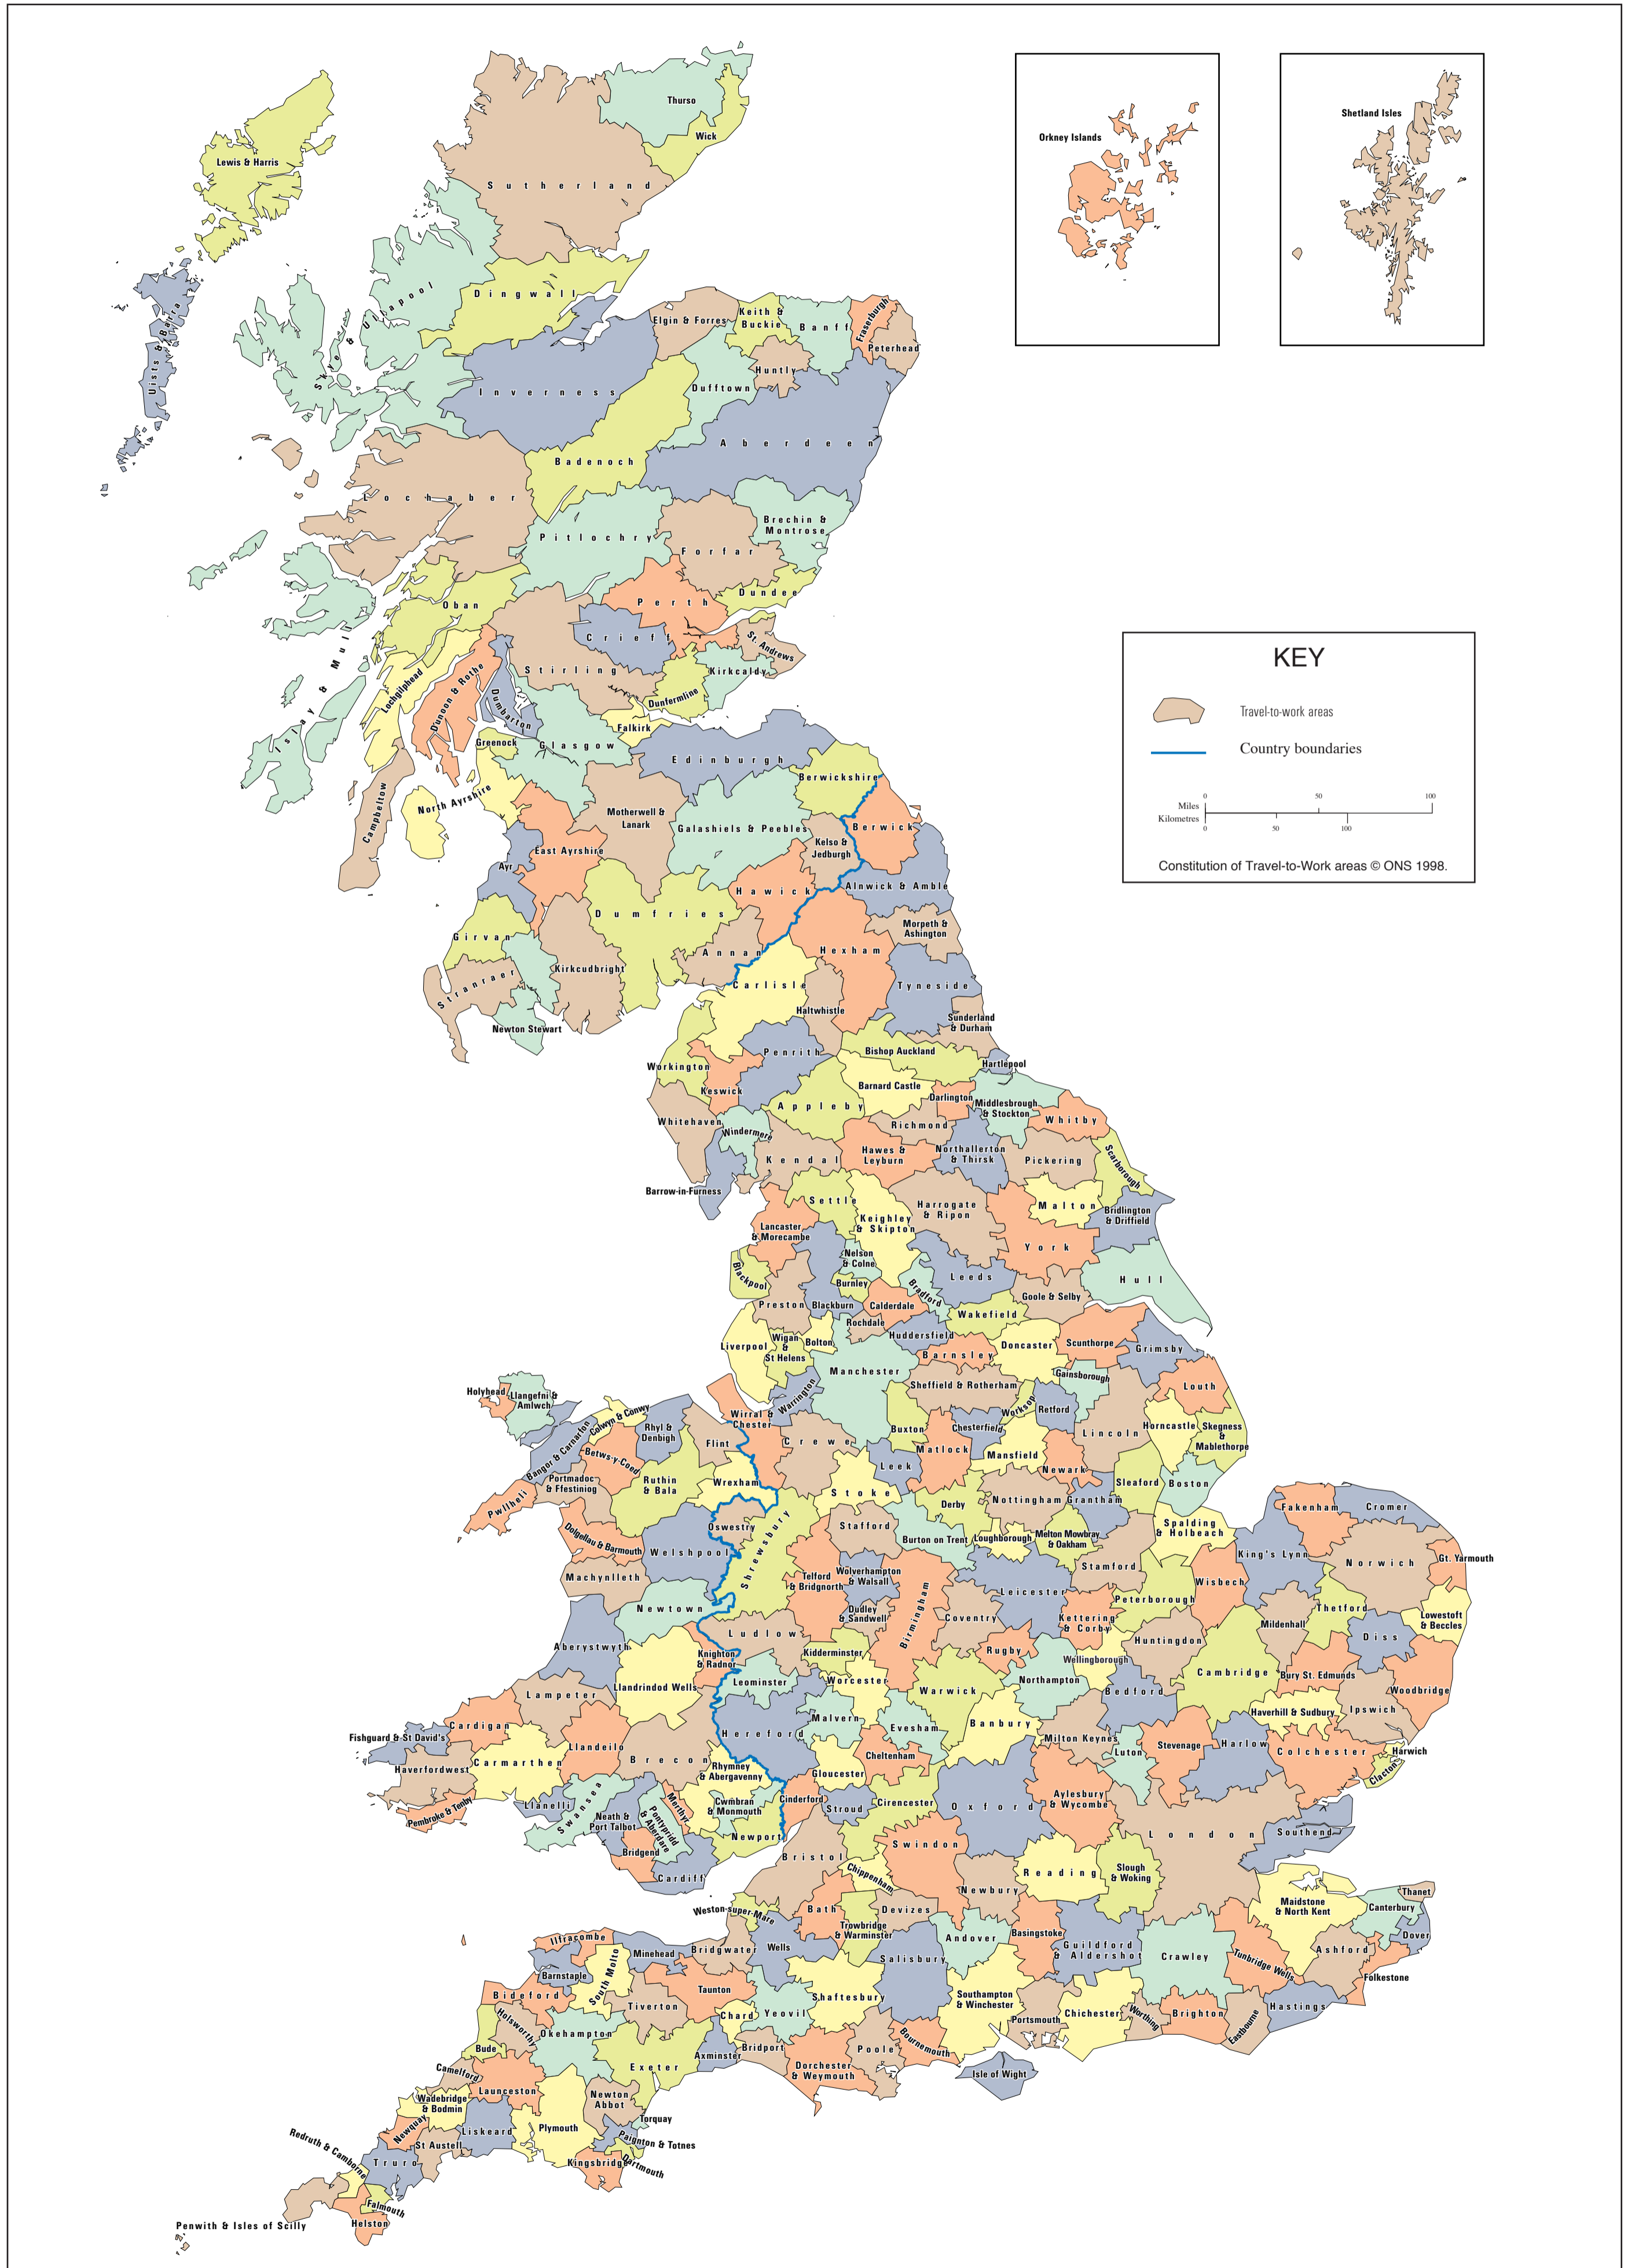 Thurso
Wick
Lewis & Harris
Sutherland
Orkney Islands
Shetland Isles
Uists & Barra
Skye & Ullapool
Dingwall
Inverness
Elgin & Forres
Keith &
Buckie
Banff
Fraserburgh
Peterhead
Huntly
Dufftown
Aberdeen
Badenoch
Lochaber
Pitlochry
Forfar
Brechin &
Montrose
Dundee
Perth
Oban
Crieff
St. Andrews
Stirling
Kirkcaldy
Dunfermline
Islay & Mull
Lochgilphead
Dunoon & Rothe
Dumbarton
Falkirk
Greenock
Glasgow
Edinburgh
Berwickshire
Campbeltow
North Ayrshire
Motherwell &
Lanark
Galashiels & Peebles
Kelso &
Jedburgh
Berwick
East Ayrshire
Ayr
Hawick
Alnwick & Amble
Dumfries
Girvan
Annan
Hexham
Morpeth &
Ashington
Stranraer
Kirkcudbright
Newton Stewart
Carlisle
Haltwhistle
Tyneside
Sunderland
& Durham
KEY
Travel-to-work areas
Country boundaries
Miles
0 50 100
Kilometres
0 50 100
Constitution of Travel-to-Work areas © ONS 1998.
Penrith
Bishop Auckland
Hartlepool
Workington
Keswick
Barnard Castle
Darlington
Middlesbrough
& Stockton
Appleby
Whitby
Whitehaven
Windermere
Richmond
Kendal
Hawes &
Leyburn
Northallerton
& Thirsk
Pickering
Scarborough
Barrow-in-Furness
Settle
Keighley
& Skipton
Harrogate
& Ripon
Malton
Bridlington
& Driffield
Lancaster
& Morecambe
York
Nelson
& Colne
Blackpool
Burnley
Bradford
Leeds
Hull
Preston
Blackburn
Calderdale
Goole & Selby
Rochdale
Wakefield
Liverpool
Wigan
&
St Helens
Bolton
Huddersfield
Barnsley
Doncaster
Scunthorpe
Grimsby
Manchester
Sheffield & Rotherham
Gainsborough
Louth
Warrington
Holyhead
Llangefni &
Amlwch
Wirral &
Chester
Worksop
Retford
Colwyn & Conwy
Rhyl &
Denbigh
Flint
Crewe
Buxton
Chesterfield
Lincoln
Horncastle
Skegness
&
Mablethorpe
Bangor & Carnarfon
Betws-y-Coed
Matlock
Mansfield
Newark
Leek
Portmadoc
& Ffestiniog
Ruthin
& Bala
Wrexham
Stoke
Sleaford
Boston
Pwllheli
Derby
Nottingham
Grantham
Fakenham
Cromer
Oswestry
Shrewsbury
Stafford
Burton on Trent
Loughborough
Melton Mowbray
& Oakham
Spalding
& Holbeach
Dolgellau & Barmouth
Welshpool
Stamford
King's Lynn
Norwich
Gt. Yarmouth
Machynlleth
Telford
& Bridgnorth
Wolverhampton
& Walsall
Birmingham
Leicester
Wisbech
Peterborough
Newtown
Dudley
& Sandwell
Coventry
Kettering
& Corby
Thetford
Lowestoft
& Beccles
Mildenhall
Diss
Aberystwyth
Ludlow
Huntingdon
Knighton
& Radnor
Kidderminster
Rugby
Wellingborough
Cambridge
Bury St. Edmunds
Leominster
Worcester
Northampton
Llandrindod Wells
Warwick
Bedford
Woodbridge
Lampeter
Haverhill & Sudbury
Ipswich
Cardigan
Hereford
Malvern
Evesham
Banbury
Fishguard & St David's
Milton Keynes
Stevenage
Harlow
Colchester
Harwich
Clacton
Haverfordwest
Carmarthen
Llandeilo
Brecon
Rhymney
& Abergavenny
Cheltenham
Gloucester
Luton
Pembroke & Tenby
Llanelli
Swansea
Neath &
Port Talbot
Merthyr
Pontypridd
& Aberdare
Cwmbran
& Monmouth
Cinderford
Stroud
Cirencester
Oxford
Aylesbury
& Wycombe
London
Southend
Newport
Bridgend
Cardiff
Bristol
Swindon
Chippenham
Reading
Slough
& Woking
Newbury
Maidstone
& North Kent
Thanet
Canterbury
Weston-super-Mare
Bath
Devizes
Trowbridge
& Warminster
Dover
Ilfracombe
Minehead
Bridgwater
Wells
Salisbury
Andover
Basingstoke
Guildford
& Aldershot
Crawley
Tunbridge Wells
Ashford
Folkestone
Barnstaple
South Molto
Taunton
Bideford
Tiverton
Shaftesbury
Southampton
& Winchester
Chichester
Worthing
Brighton
Hastings
Eastbourne
Chard
Yeovil
Portsmouth
Holsworthy
Okehampton
Bude
Exeter
Axminster
Bridport
Poole
Bournemouth
Dorchester
& Weymouth
Isle of Wight
Camelford
Launceston
Wadebridge
& Bodmin
Newton
Abbot
Newquay
Liskeard
Plymouth
Torquay
St Austell
Paignton & Totnes
Redruth & Camborne
Truro
Kingsbridge
Dartmouth
Falmouth
Penwith & Isles of Scilly
Helston